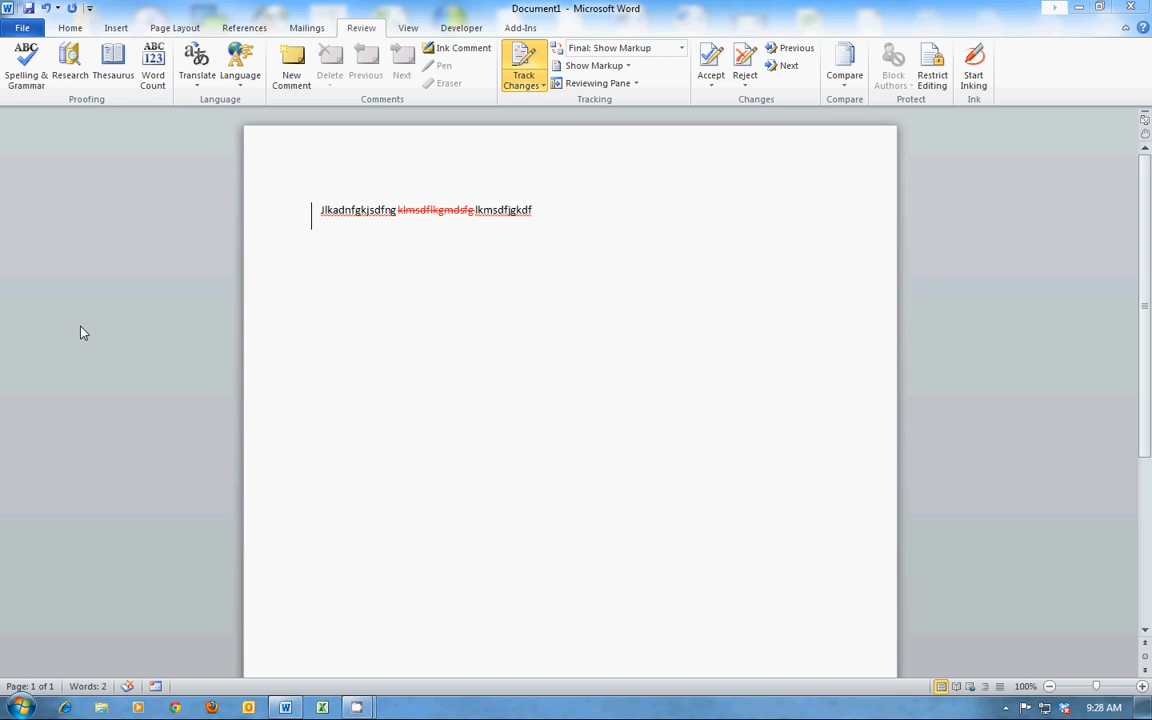 Document1 - Microsoft Word
File Home Insert Page Layout References Mailings Review View Developer Add-Ins
ABC ABC 123 Ink Comment Final: Show Markup Previous
Pen Show Markup Next
Eraser Reviewing Pane
Spelling & Grammar Research Thesaurus Word Count Translate Language New Comment Delete Previous Next Track Changes Accept Reject Compare Block Authors Restrict Editing Start Inking
Proofing Language Comments Tracking Changes Compare Protect Ink
Jlkadnfgkjsdfng klmsdflkgmdsfg lkmsdfjgkdf
Page: 1 of 1 Words: 2 100%
9:28 AM